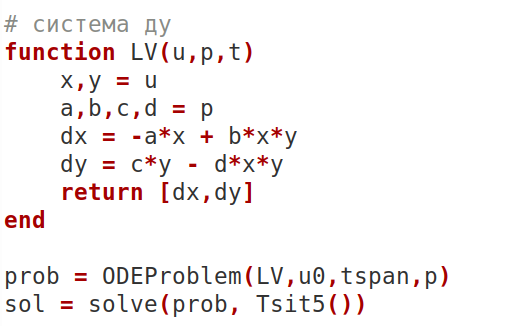 # система ду
function LV(u,p,t)
    x,y = u
    a,b,c,d = p
    dx = -a*x + b*x*y
    dy = c*y - d*x*y
    return [dx,dy]
end

prob = ODEProblem(LV,u0,tspan,p)
sol = solve(prob, Tsit5())